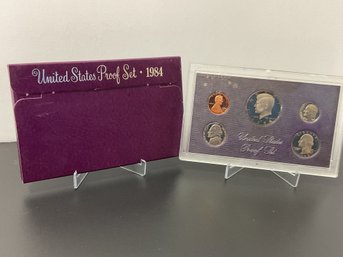 United States Proof Set • 1984
United States
Proof Set